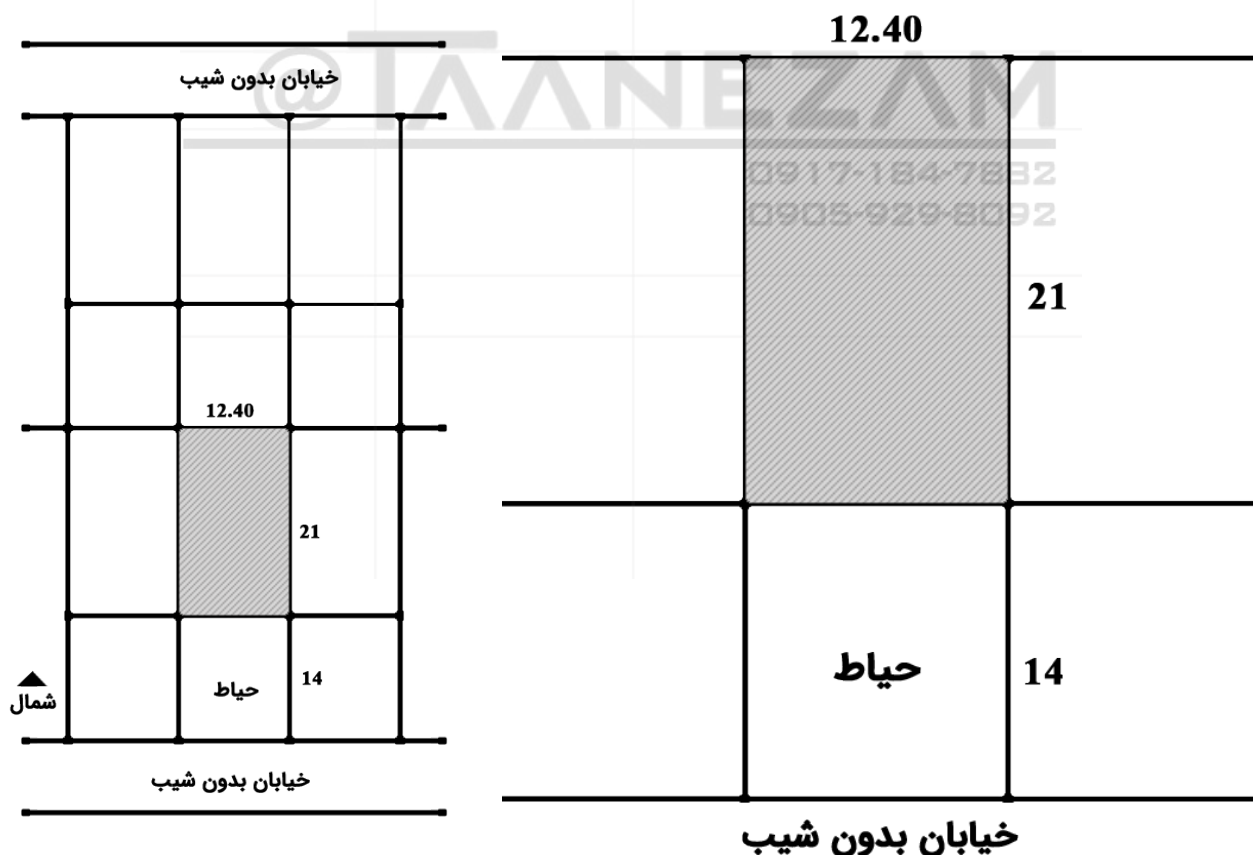 خیابان بدون شیب
12.40
21
14
حیاط
شمال
خیابان بدون شیب
12.40
@TAANEZAM
0917-184-7832
0905-929-8092
21
حیاط
14
خیابان بدون شیب